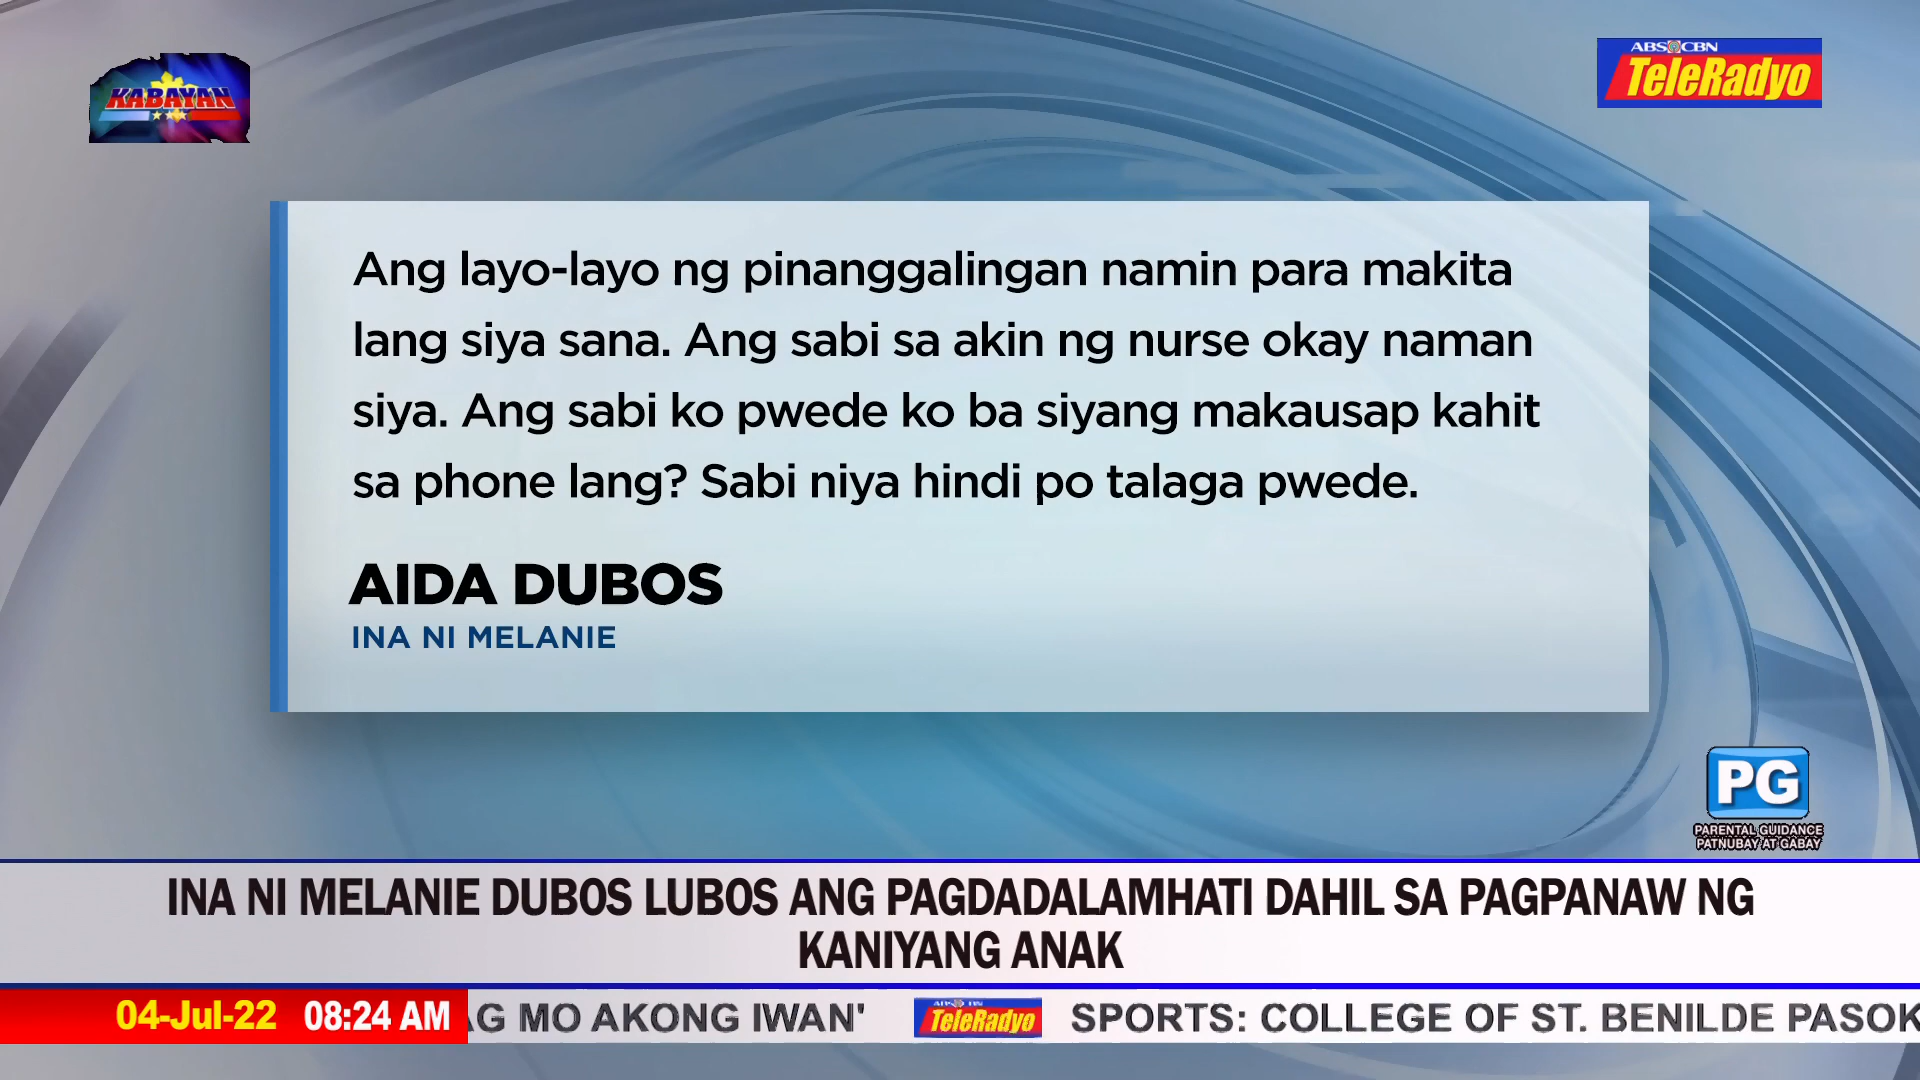 KABAYAN
ABS-CBN
TeleRadyo
Ang layo-layo ng pinanggalingan namin para makita
lang siya sana. Ang sabi sa akin ng nurse okay naman
siya. Ang sabi ko pwede ko ba siyang makausap kahit
sa phone lang? Sabi niya hindi po talaga pwede.
AIDA DUBOS
INA NI MELANIE
PG
PARENTAL GUIDANCE
PATNUBAY AT GABAY
INA NI MELANIE DUBOS LUBOS ANG PAGDADALAMHATI DAHIL SA PAGPANAW NG
KANIYANG ANAK
04-Jul-22 08:24 AM AG MO AKONG IWAN' ABS-CBN TeleRadyo SPORTS: COLLEGE OF ST. BENILDE PASOK